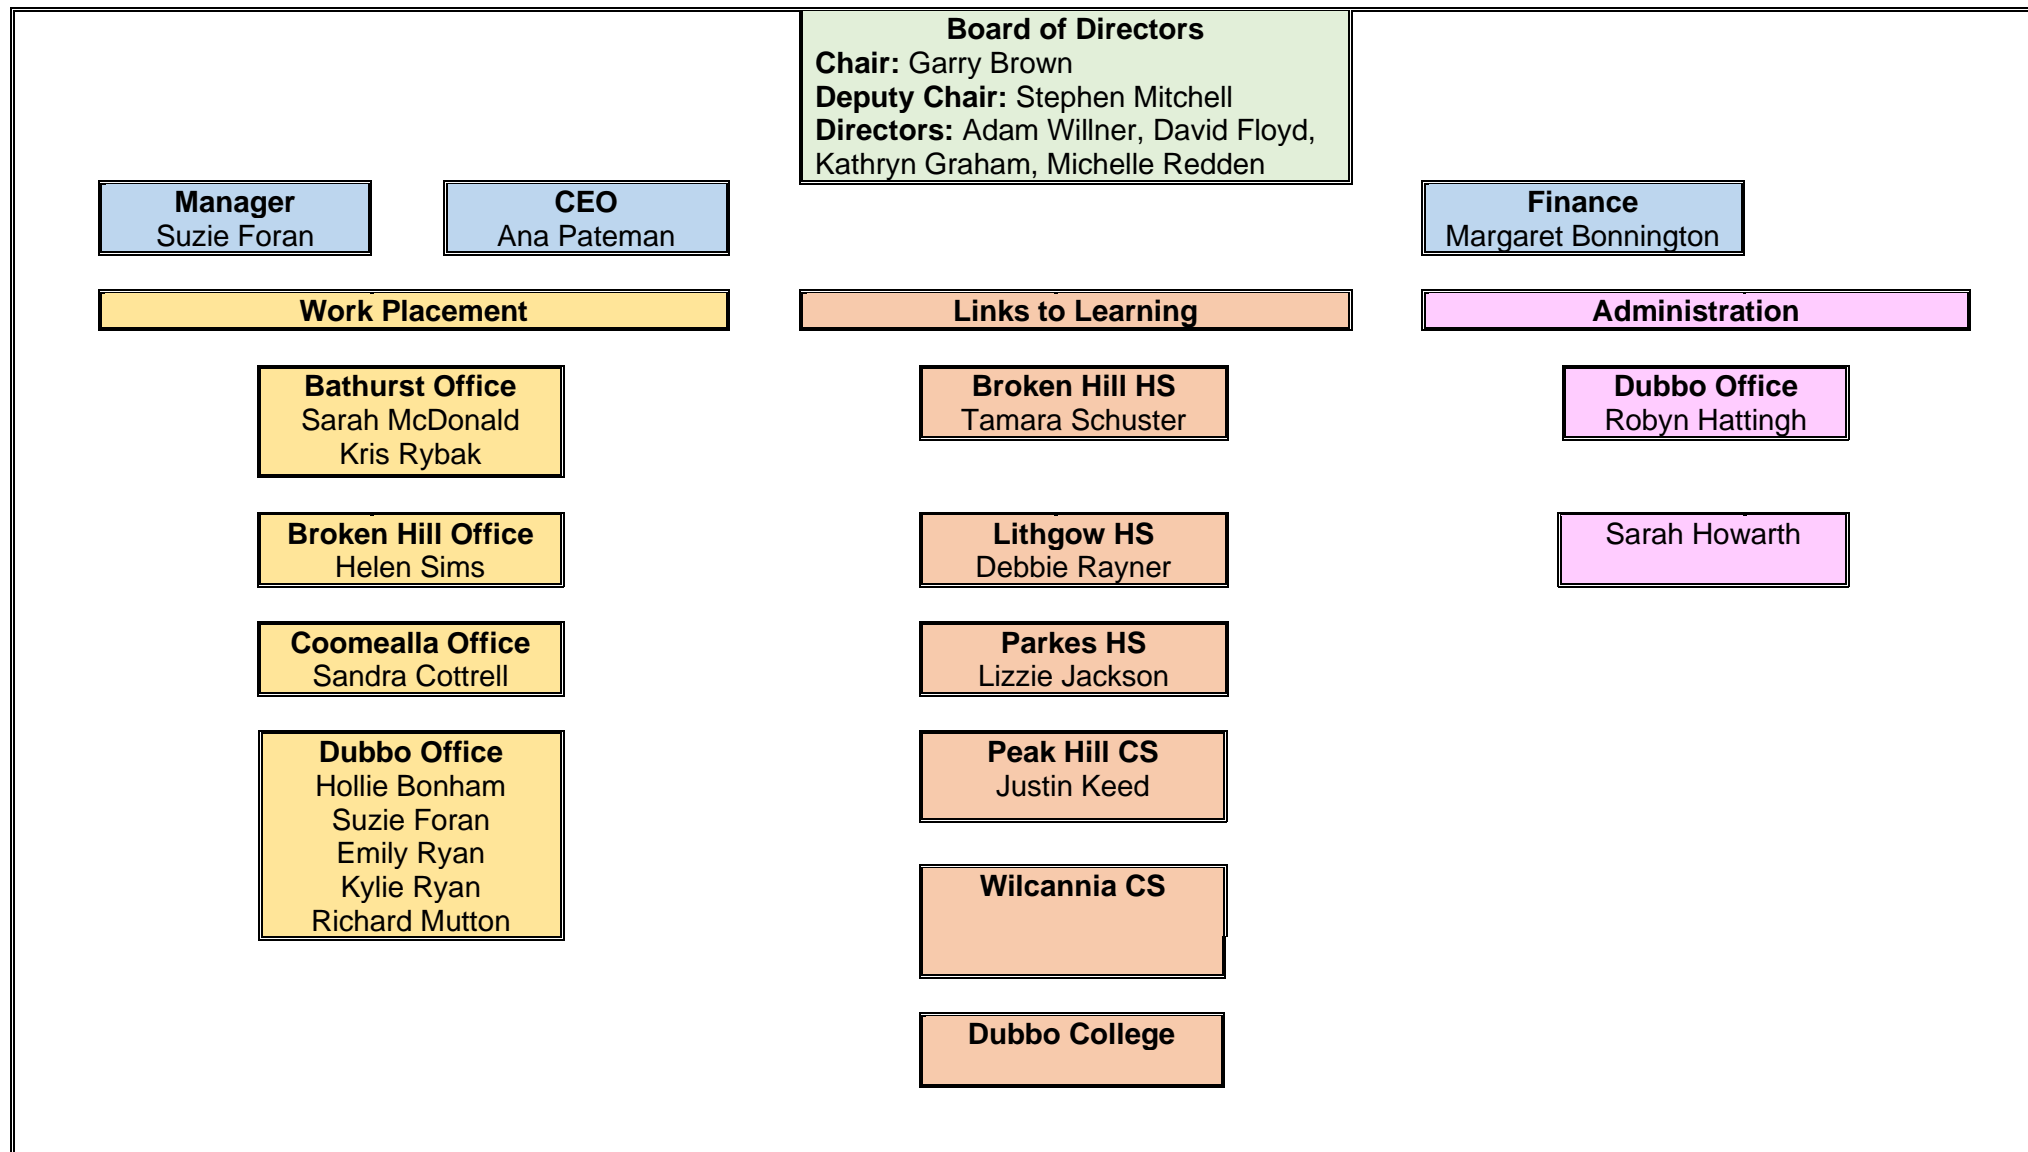 Board of Directors
Chair: Garry Brown
Deputy Chair: Stephen Mitchell
Directors: Adam Willner, David Floyd,
Kathryn Graham, Michelle Redden
Manager
Suzie Foran
CEO
Ana Pateman
Finance
Margaret Bonnington
Work Placement
Links to Learning
Administration
Bathurst Office
Sarah McDonald
Kris Rybak
Broken Hill HS
Tamara Schuster
Dubbo Office
Robyn Hattingh
Broken Hill Office
Helen Sims
Lithgow HS
Debbie Rayner
Sarah Howarth
Coomealla Office
Sandra Cottrell
Parkes HS
Lizzie Jackson
Dubbo Office
Hollie Bonham
Suzie Foran
Emily Ryan
Kylie Ryan
Richard Mutton
Peak Hill CS
Justin Keed
Wilcannia CS
Dubbo College